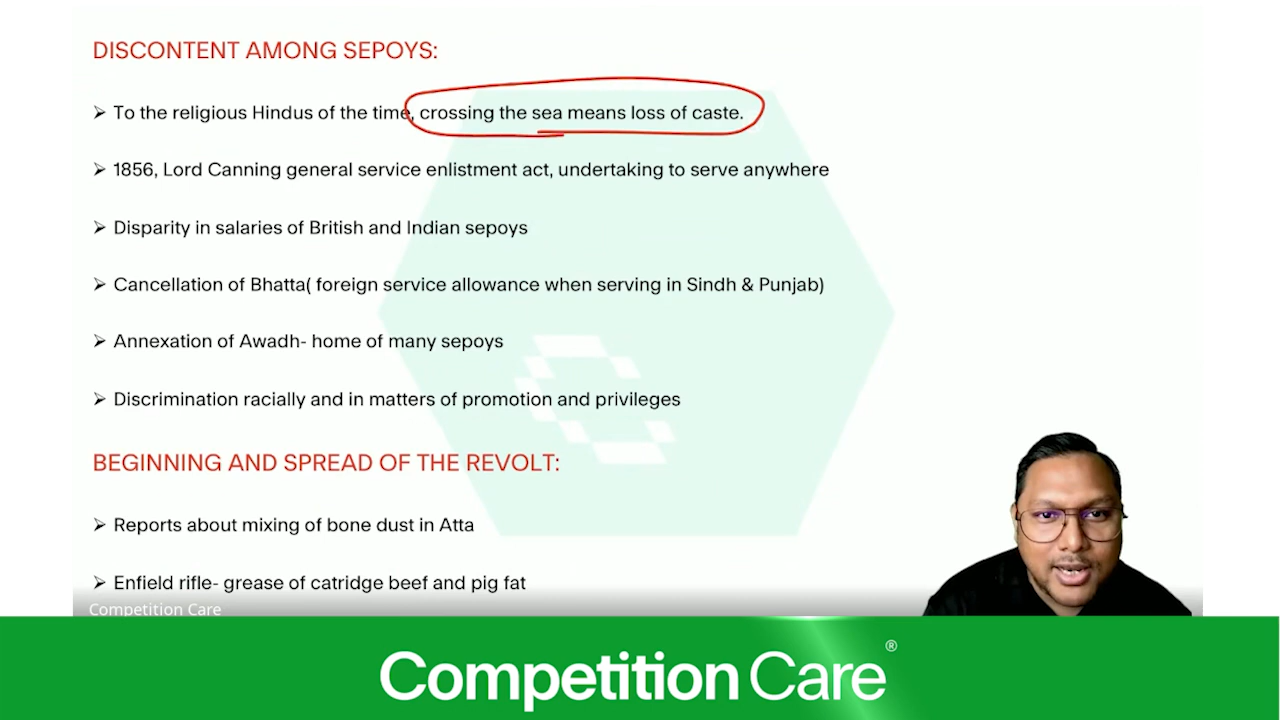 DISCONTENT AMONG SEPOYS:
➢ To the religious Hindus of the time, crossing the sea means loss of caste.
➢ 1856, Lord Canning general service enlistment act, undertaking to serve anywhere
➢ Disparity in salaries of British and Indian sepoys
➢ Cancellation of Bhatta( foreign service allowance when serving in Sindh & Punjab)
➢ Annexation of Awadh- home of many sepoys
➢ Discrimination racially and in matters of promotion and privileges
BEGINNING AND SPREAD OF THE REVOLT:
➢ Reports about mixing of bone dust in Atta
➢ Enfield rifle- grease of catridge beef and pig fat
Competition Care
Competition Care®